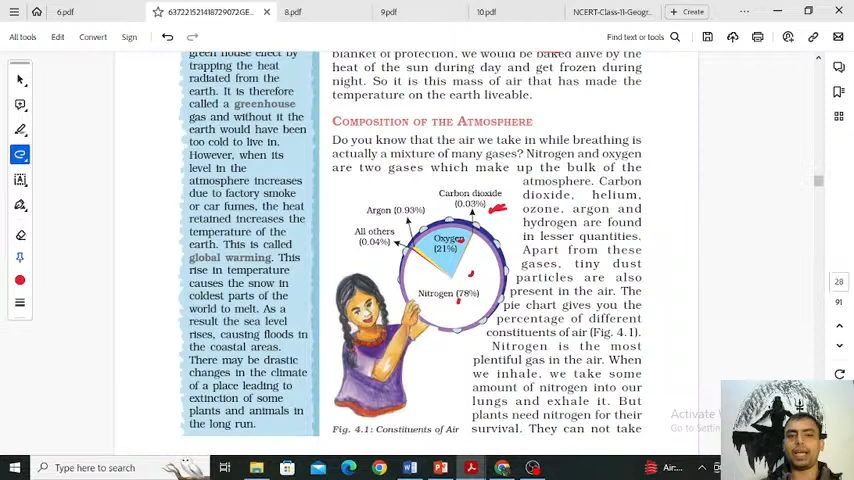 6.pdf
637221521418729072GE...
8.pdf
9pdf
10.pdf
NCERT-Class-11-Geogr...
Create
All tools
Edit
Convert
Sign
Find text or tools
green house effect by
trapping the heat
radiated from the
earth. It is therefore
called a greenhouse
gas and without it the
earth would have been
too cold to live in.
However, when its
level in the
atmosphere increases
due to factory smoke
or car fumes, the heat
retained increases the
temperature of the
earth. This is called
global warming. This
rise in temperature
causes the snow in
coldest parts of the
world to melt. As a
result the sea level
rises, causing floods in
the coastal areas.
There may be drastic
changes in the climate
of a place leading to
extinction of some
plants and animals in
the long run.
blanket of protection, we would be baked alive by the
heat of the sun during day and get frozen during
night. So it is this mass of air that has made the
temperature on the earth liveable.
COMPOSITION OF THE ATMOSPHERE
Do you know that the air we take in while breathing is
actually a mixture of many gases? Nitrogen and oxygen
are two gases which make up the bulk of the
atmosphere. Carbon
dioxide, helium,
ozone, argon and
hydrogen are found
in lesser quantities.
Apart from these
gases, tiny dust
particles are also
present in the air. The
pie chart gives you the
percentage of different
constituents of air (Fig. 4.1).
Nitrogen is the most
plentiful gas in the air. When
we inhale, we take some
amount of nitrogen into our
lungs and exhale it. But
plants need nitrogen for their
survival. They can not take
Carbon dioxide
(0.03%)
Argon (0.93%)
All others
(0.04%)
Oxygen
(21%)
Nitrogen (78%)
Fig. 4.1: Constituents of Air
28
91
Activate
Go to Setting
Type here to search
Air:...